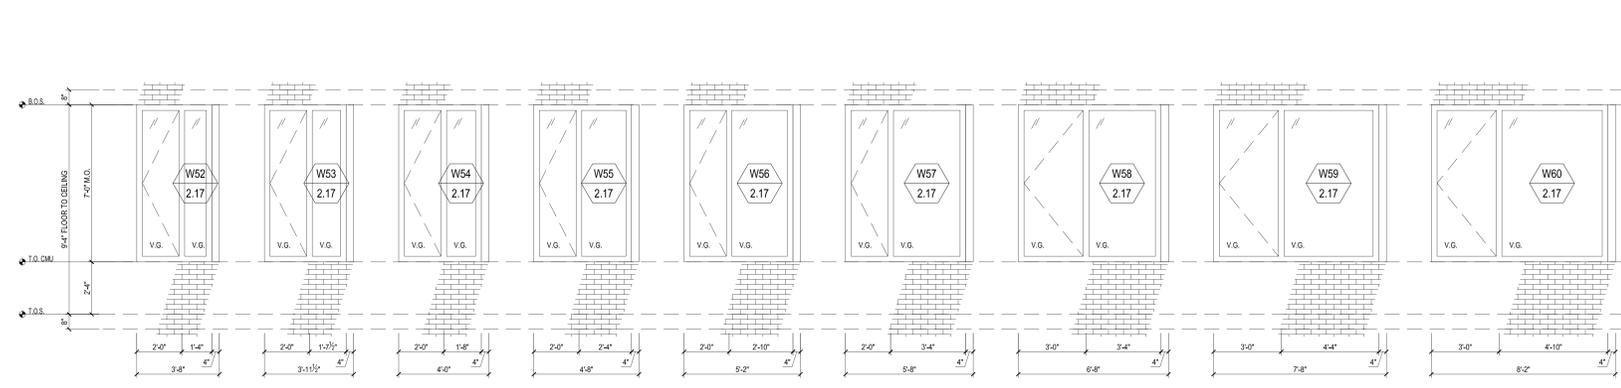 8"
B.O.S.
9'-4" FLOOR TO CEILING
7'-0" M.O.
T.O. CMU
2'-4"
T.O.S.
8"
W52
2.17
V.G. V.G.
2'-0" 1'-4"
4"
3'-8"
W53
2.17
V.G. V.G.
2'-0" 1'-7½"
4"
3'-11½"
W54
2.17
V.G. V.G.
2'-0" 1'-8"
4"
4'-0"
W55
2.17
V.G. V.G.
2'-0" 2'-4"
4"
4'-8"
W56
2.17
V.G. V.G.
2'-0" 2'-10"
4"
5'-2"
W57
2.17
V.G. V.G.
2'-0" 3'-4"
4"
5'-8"
W58
2.17
V.G. V.G.
3'-0" 3'-4"
4"
6'-8"
W59
2.17
V.G. V.G.
3'-0" 4'-4"
4"
7'-8"
W60
2.17
V.G. V.G.
3'-0" 4'-10"
4"
8'-2"